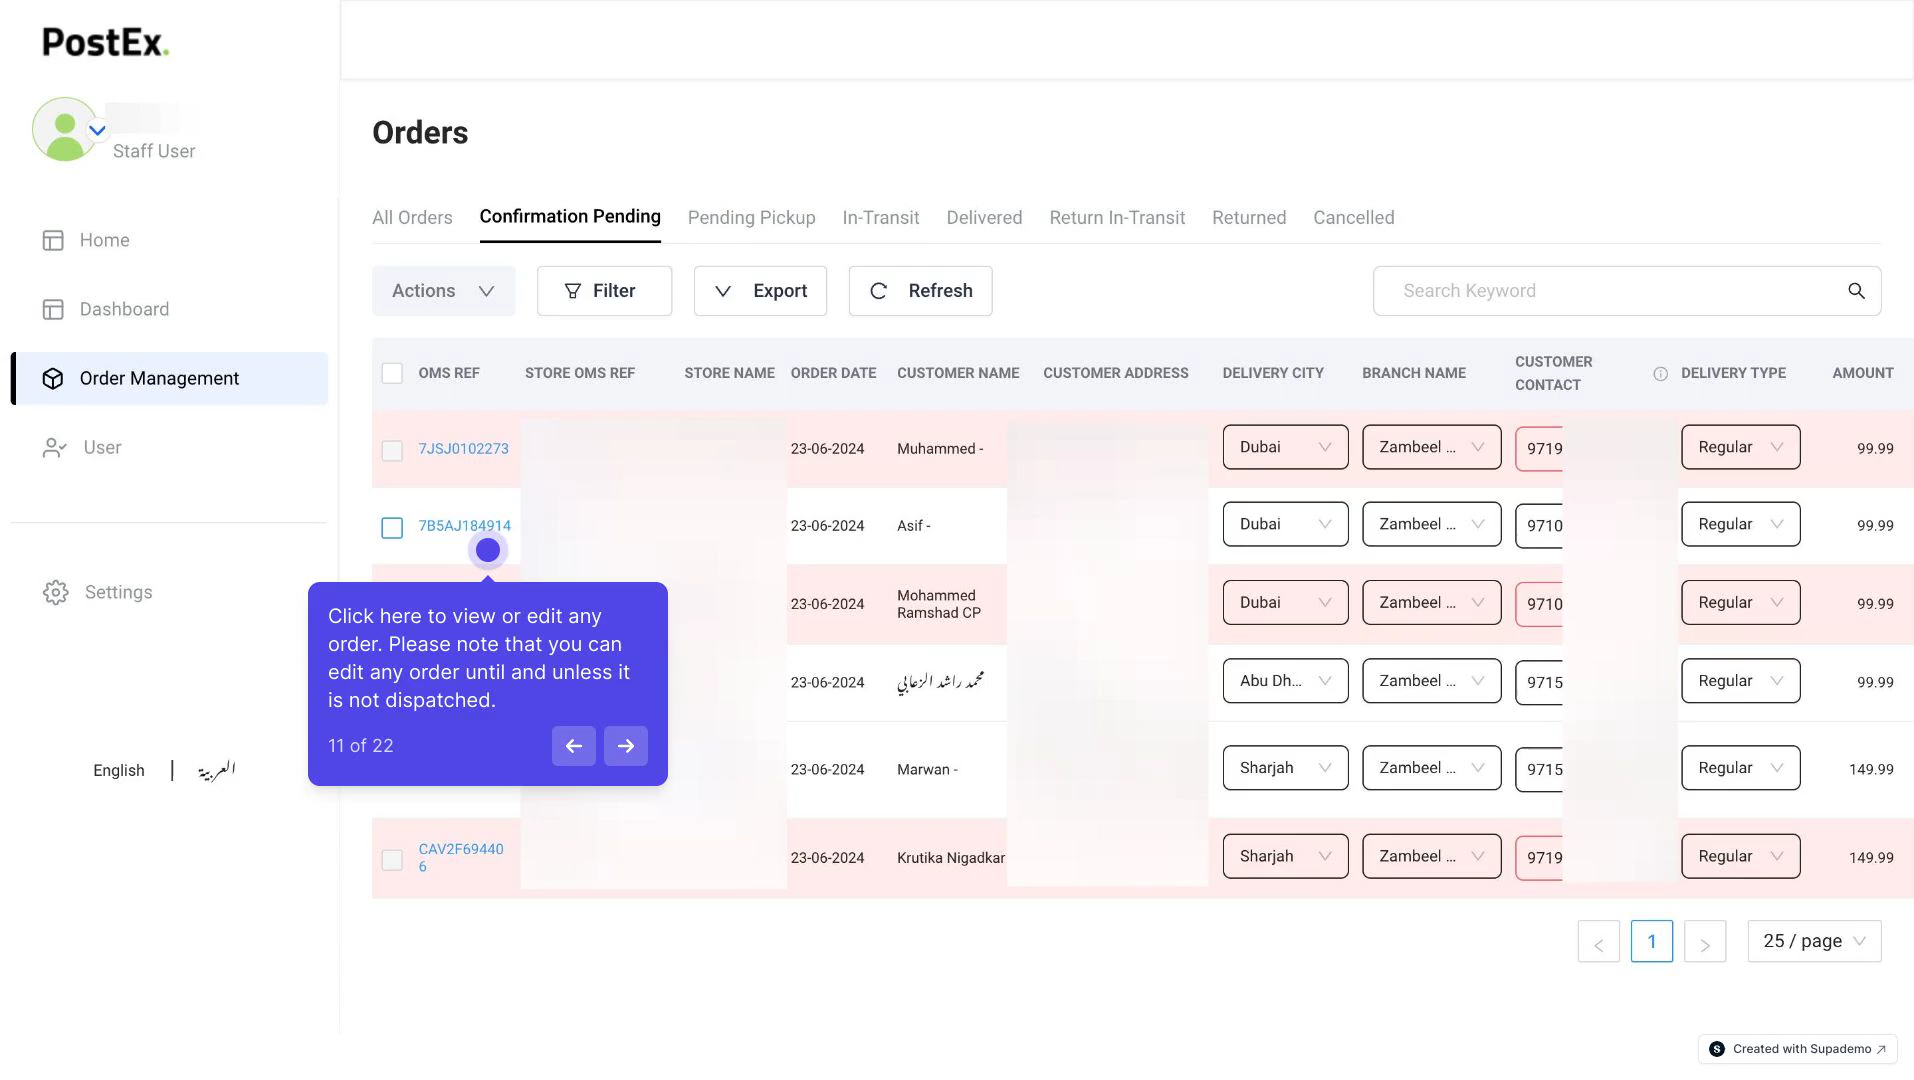 PostEx.
Staff User
Home
Dashboard
Order Management
User
Settings
English | العربية
Orders
All Orders Confirmation Pending Pending Pickup In-Transit Delivered Return In-Transit Returned Cancelled
Actions Filter Export Refresh Search Keyword
OMS REF STORE OMS REF STORE NAME ORDER DATE CUSTOMER NAME CUSTOMER ADDRESS DELIVERY CITY BRANCH NAME CUSTOMER CONTACT DELIVERY TYPE AMOUNT
7JSJ0102273 23-06-2024 Muhammed - Dubai Zambeel ... 9719 Regular 99.99
7B5AJ184914 23-06-2024 Asif - Dubai Zambeel ... 9710 Regular 99.99
23-06-2024 Mohammed Ramshad CP Dubai Zambeel ... 9710 Regular 99.99
23-06-2024 محمد راشد الزعابي Abu Dh... Zambeel ... 9715 Regular 99.99
23-06-2024 Marwan - Sharjah Zambeel ... 9715 Regular 149.99
CAV2F69440
6 23-06-2024 Krutika Nigadkar Sharjah Zambeel ... 9719 Regular 149.99
Click here to view or edit any
order. Please note that you can
edit any order until and unless it
is not dispatched.
11 of 22
< 1 > 25 / page
Created with Supademo